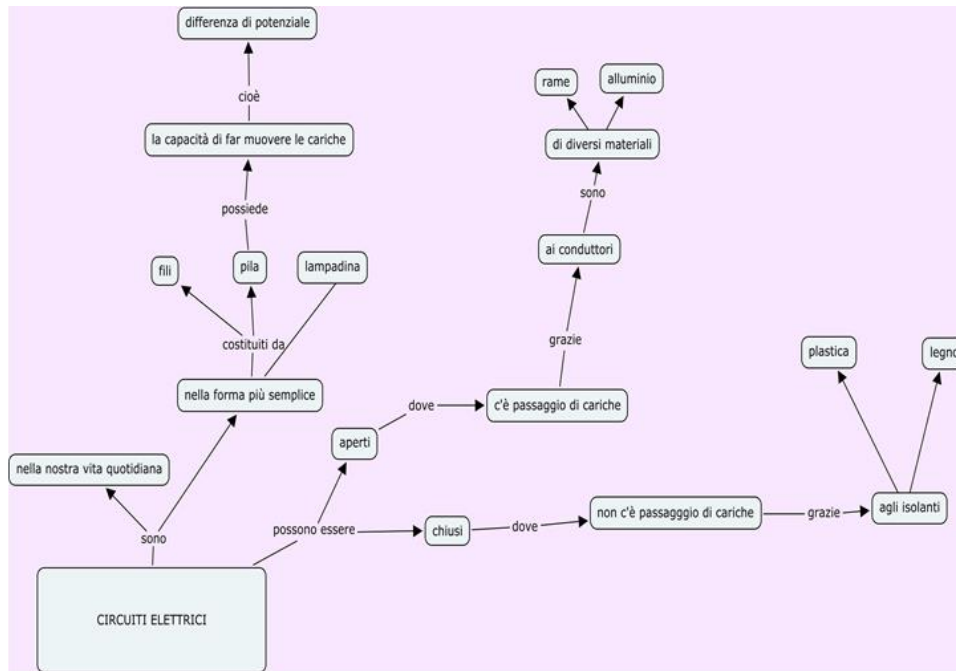 differenza di potenziale
cioè
la capacità di far muovere le cariche
possiede
fili
pila
lampadina
costituiti da
nella forma più semplice
nella nostra vita quotidiana
sono
CIRCUITI ELETTRICI
possono essere
aperti
dove
c'è passaggio di cariche
grazie
ai conduttori
sono
di diversi materiali
rame
alluminio
chiusi
dove
non c'è passagggio di cariche
grazie
agli isolanti
plastica
legno